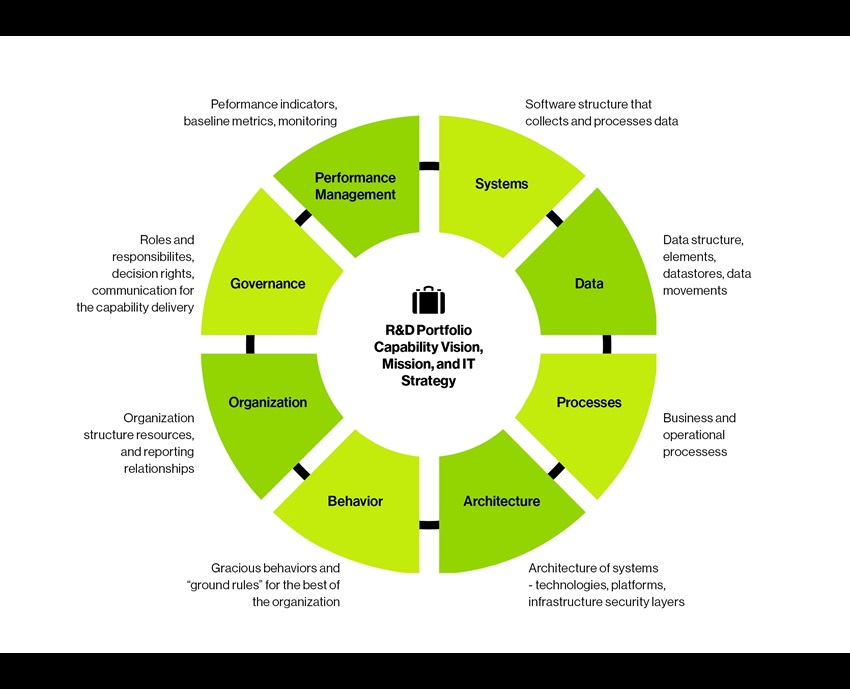 Peformance indicators,
baseline metrics, monitoring
Software structure that
collects and processes data
Performance
Management
Systems
Roles and
responsibilites,
decision rights,
communication for
the capability delivery
Governance
Data
Data structure,
elements,
datastores, data
movements
R&D Portfolio
Capability Vision,
Mission, and IT
Strategy
Organization
structure resources,
and reporting
relationships
Organization
Processes
Business and
operational
processess
Behavior
Architecture
Gracious behaviors and
“ground rules” for the best of
the organization
Architecture of systems
- technologies, platforms,
infrastructure security layers